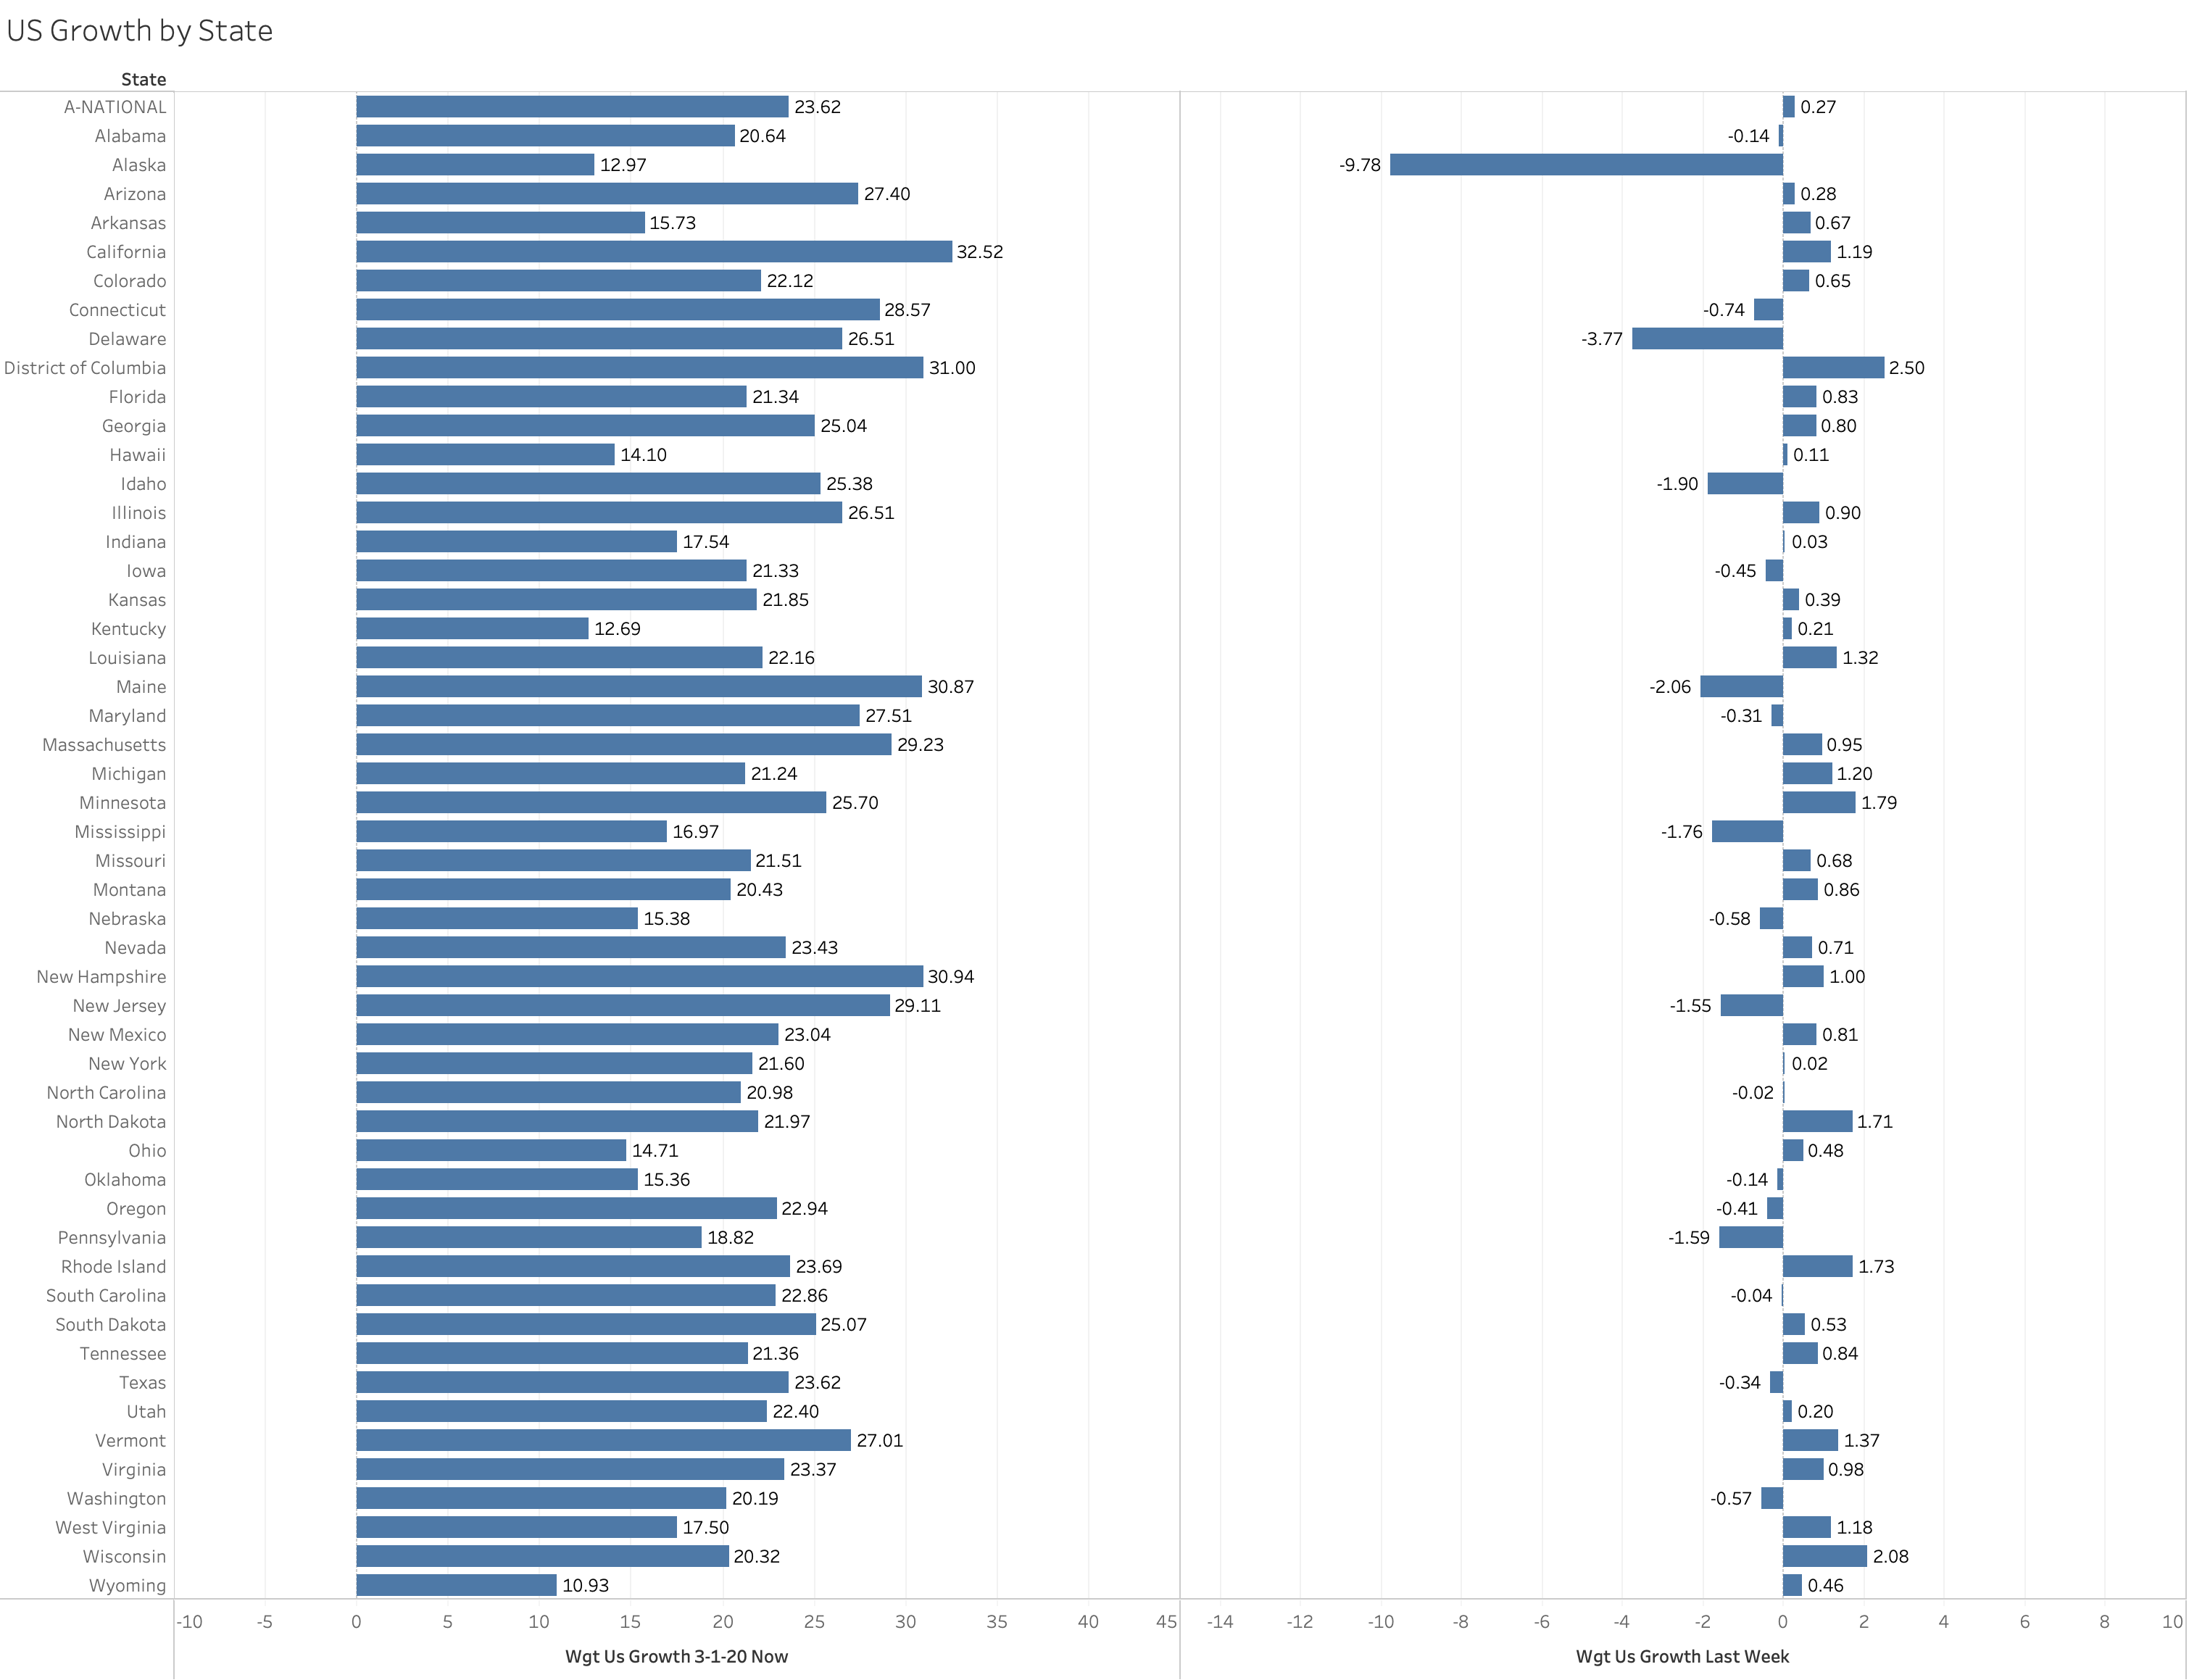 US Growth by State
State
A-NATIONAL 23.62 0.27
Alabama 20.64 -0.14
Alaska 12.97 -9.78
Arizona 27.40 0.28
Arkansas 15.73 0.67
California 32.52 1.19
Colorado 22.12 0.65
Connecticut 28.57 -0.74
Delaware 26.51 -3.77
District of Columbia 31.00 2.50
Florida 21.34 0.83
Georgia 25.04 0.80
Hawaii 14.10 0.11
Idaho 25.38 -1.90
Illinois 26.51 0.90
Indiana 17.54 0.03
Iowa 21.33 -0.45
Kansas 21.85 0.39
Kentucky 12.69 0.21
Louisiana 22.16 1.32
Maine 30.87 -2.06
Maryland 27.51 -0.31
Massachusetts 29.23 0.95
Michigan 21.24 1.20
Minnesota 25.70 1.79
Mississippi 16.97 -1.76
Missouri 21.51 0.68
Montana 20.43 0.86
Nebraska 15.38 -0.58
Nevada 23.43 0.71
New Hampshire 30.94 1.00
New Jersey 29.11 -1.55
New Mexico 23.04 0.81
New York 21.60 0.02
North Carolina 20.98 -0.02
North Dakota 21.97 1.71
Ohio 14.71 0.48
Oklahoma 15.36 -0.14
Oregon 22.94 -0.41
Pennsylvania 18.82 -1.59
Rhode Island 23.69 1.73
South Carolina 22.86 -0.04
South Dakota 25.07 0.53
Tennessee 21.36 0.84
Texas 23.62 -0.34
Utah 22.40 0.20
Vermont 27.01 1.37
Virginia 23.37 0.98
Washington 20.19 -0.57
West Virginia 17.50 1.18
Wisconsin 20.32 2.08
Wyoming 10.93 0.46
-10 -5 0 5 10 15 20 25 30 35 40 45 -14 -12 -10 -8 -6 -4 -2 0 2 4 6 8 10
Wgt Us Growth 3-1-20 Now Wgt Us Growth Last Week